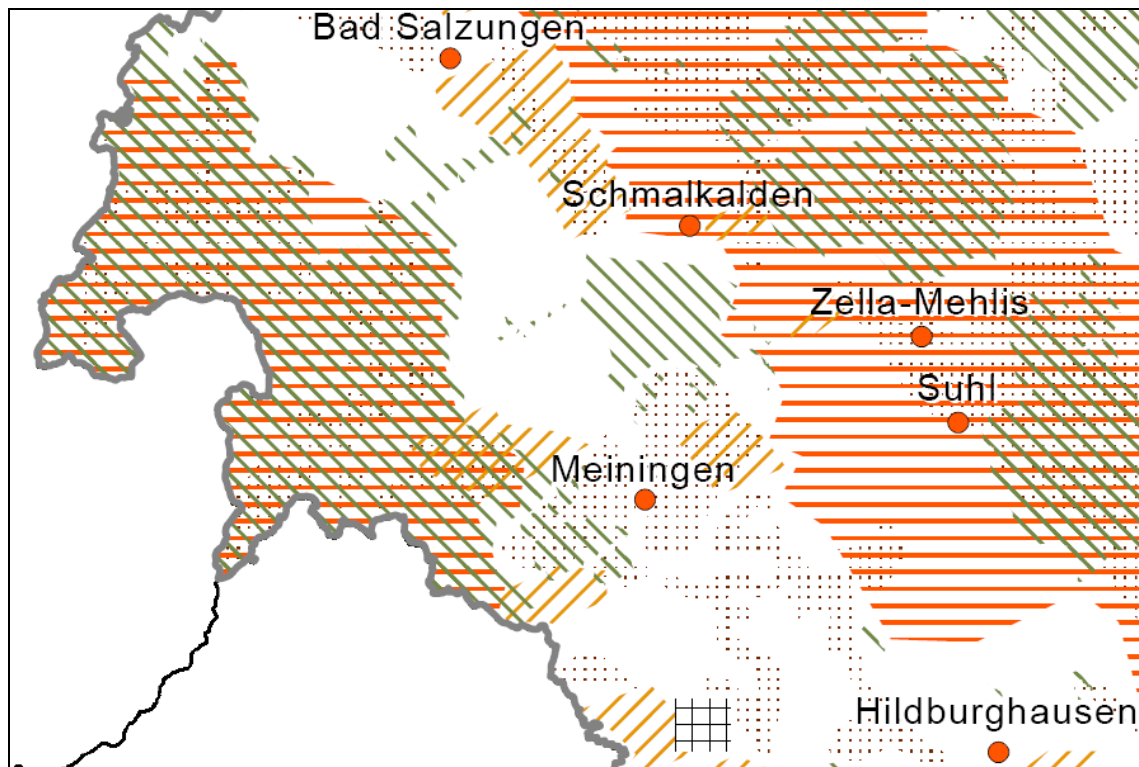 Bad Salzungen
Schmalkalden
Zella-Mehlis
Suhl
Meiningen
Hildburghausen